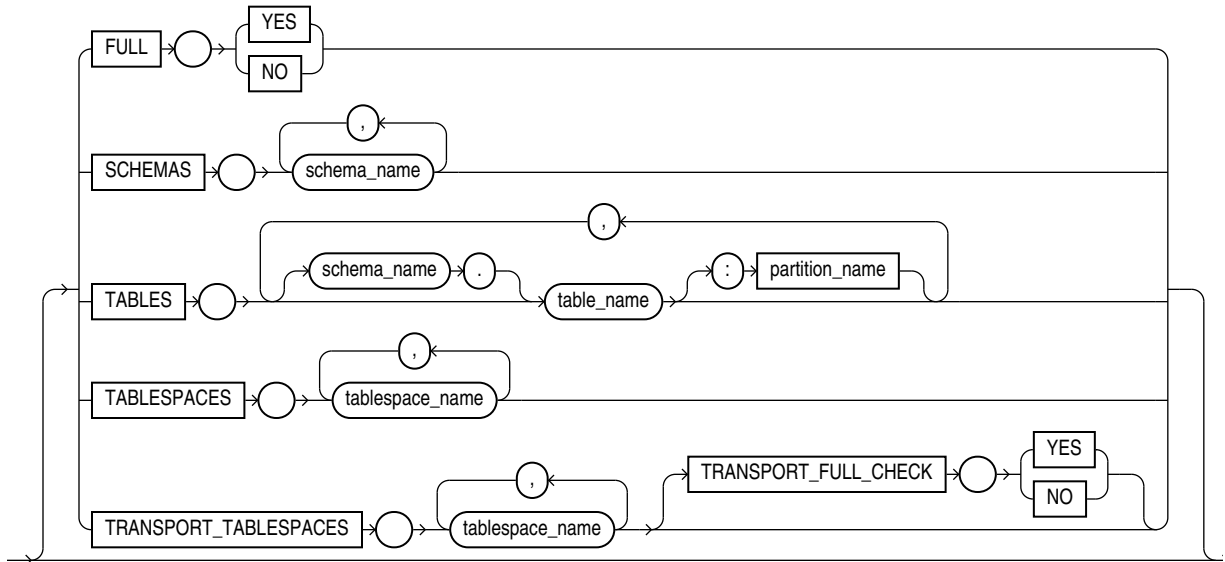 YES
FULL
NO
,
SCHEMAS schema_name
,
schema_name . : partition_name
TABLES table_name
,
TABLESPACES tablespace_name
YES
, TRANSPORT_FULL_CHECK
NO
TRANSPORT_TABLESPACES tablespace_name